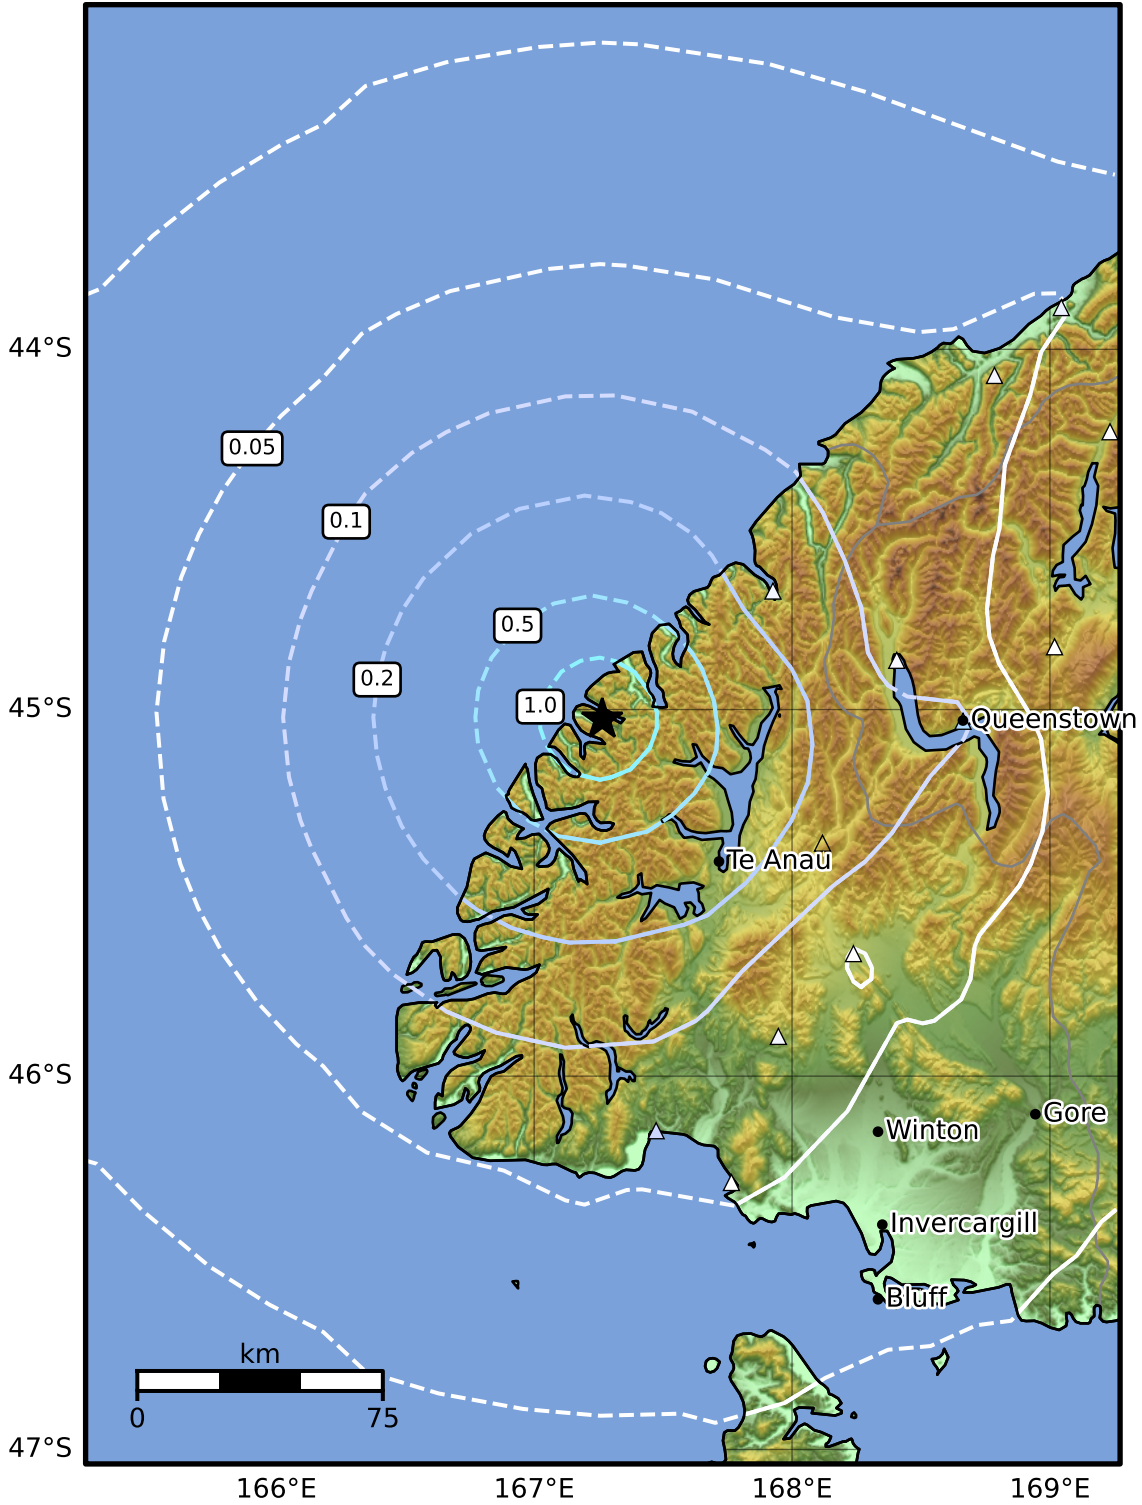 44°S
0.05
0.1
0.5
0.2
1.0
45°S
Queenstown
Te Anau
46°S
Gore
Winton
Invercargill
Bluff
km
0 75
47°S
166°E 167°E 168°E 169°E